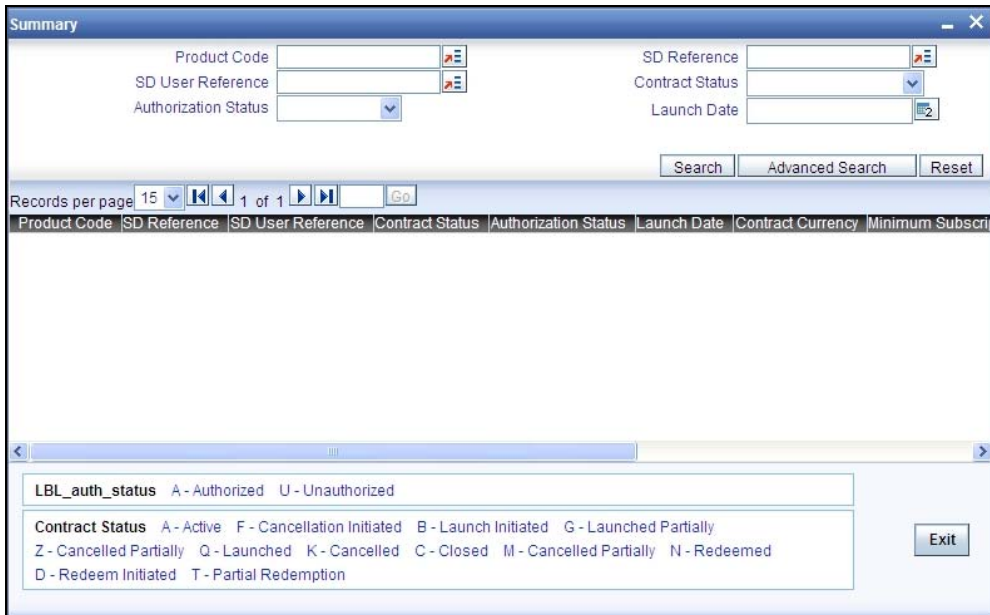 Summary
Product Code
SD Reference
SD User Reference
Contract Status
Authorization Status
Launch Date
2
Search Advanced Search Reset
Records per page 15 1 of 1 Go
Product Code SD Reference SD User Reference Contract Status Authorization Status Launch Date Contract Currency Minimum Subscri
LBL_auth_status A - Authorized U - Unauthorized
Contract Status A - Active F - Cancellation Initiated B - Launch Initiated G - Launched Partially
Z - Cancelled Partially Q - Launched K - Cancelled C - Closed M - Cancelled Partially N - Redeemed
D - Redeem Initiated T - Partial Redemption
Exit